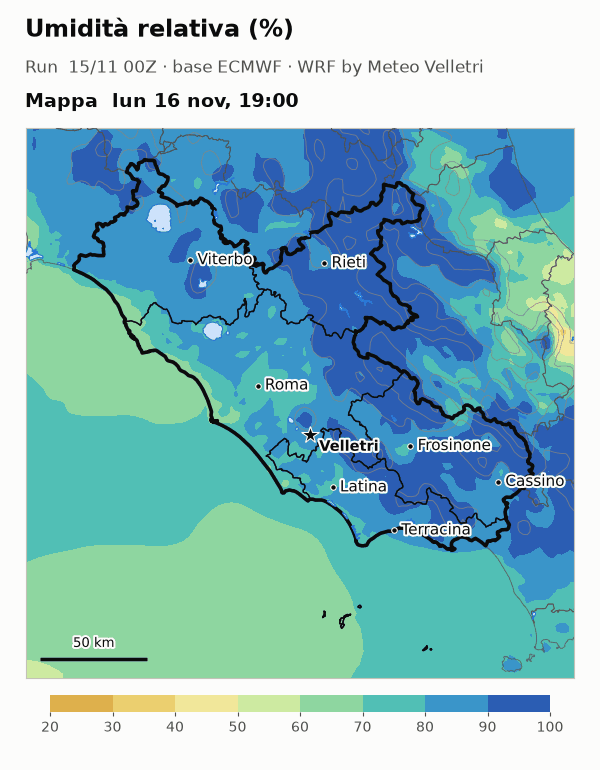 Umidità relativa (%)
Run  15/11 00Z · base ECMWF · WRF by Meteo Velletri
Mappa  lun 16 nov, 19:00
Viterbo
Rieti
Roma
Velletri
Frosinone
Latina
Cassino
Terracina
50 km
20 30 40 50 60 70 80 90 100